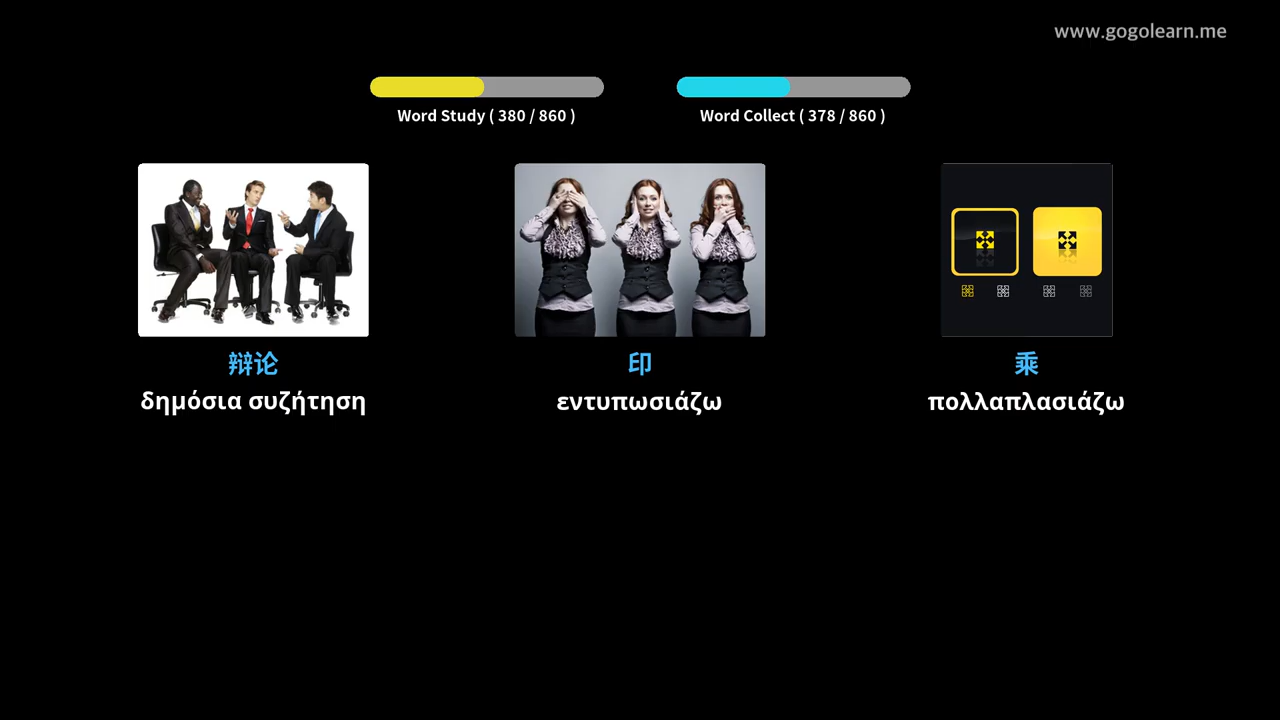 www.gogolearn.me
Word Study ( 380 / 860 )
Word Collect ( 378 / 860 )
辩论
印
乘
δημόσια συζήτηση
εντυπωσιάζω
πολλαπλασιάζω